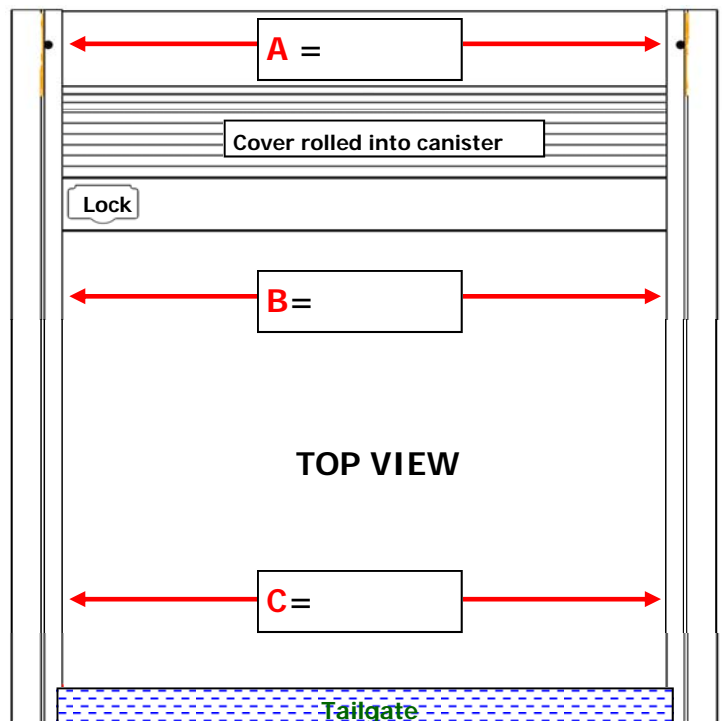 A =
Cover rolled into canister
Lock
B=
TOP VIEW
C=
Tailgate